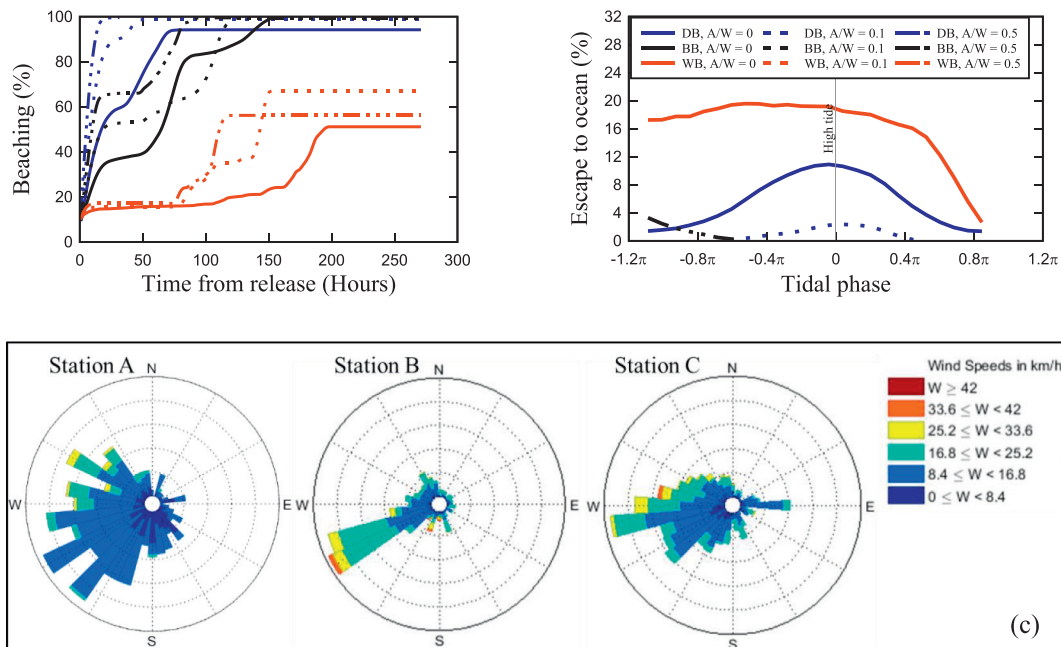 100
80
60
40
20
0
Beaching (%)
0 50 100 150 200 250 300
Time from release (Hours)
32
28
24
20
16
12
8
4
0
Escape to ocean (%)
DB, A/W = 0 DB, A/W = 0.1 DB, A/W = 0.5
BB, A/W = 0 BB, A/W = 0.1 BB, A/W = 0.5
WB, A/W = 0 WB, A/W = 0.1 WB, A/W = 0.5
High tide
-1.2π -0.8π -0.4π 0 0.4π 0.8π 1.2π
Tidal phase
Station A
N
W
E
S
Station B
N
W
E
S
Station C
N
W
E
S
Wind Speeds in km/h
W ≥ 42
33.6 ≤ W < 42
25.2 ≤ W < 33.6
16.8 ≤ W < 25.2
8.4 ≤ W < 16.8
0 ≤ W < 8.4
(c)